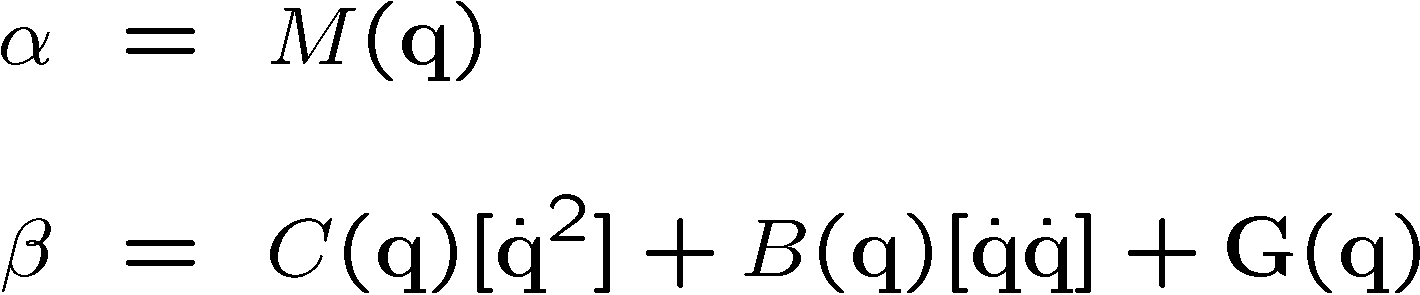 α = M(q)
β = C(q)[q̇²] + B(q)[q̇q̇] + G(q)